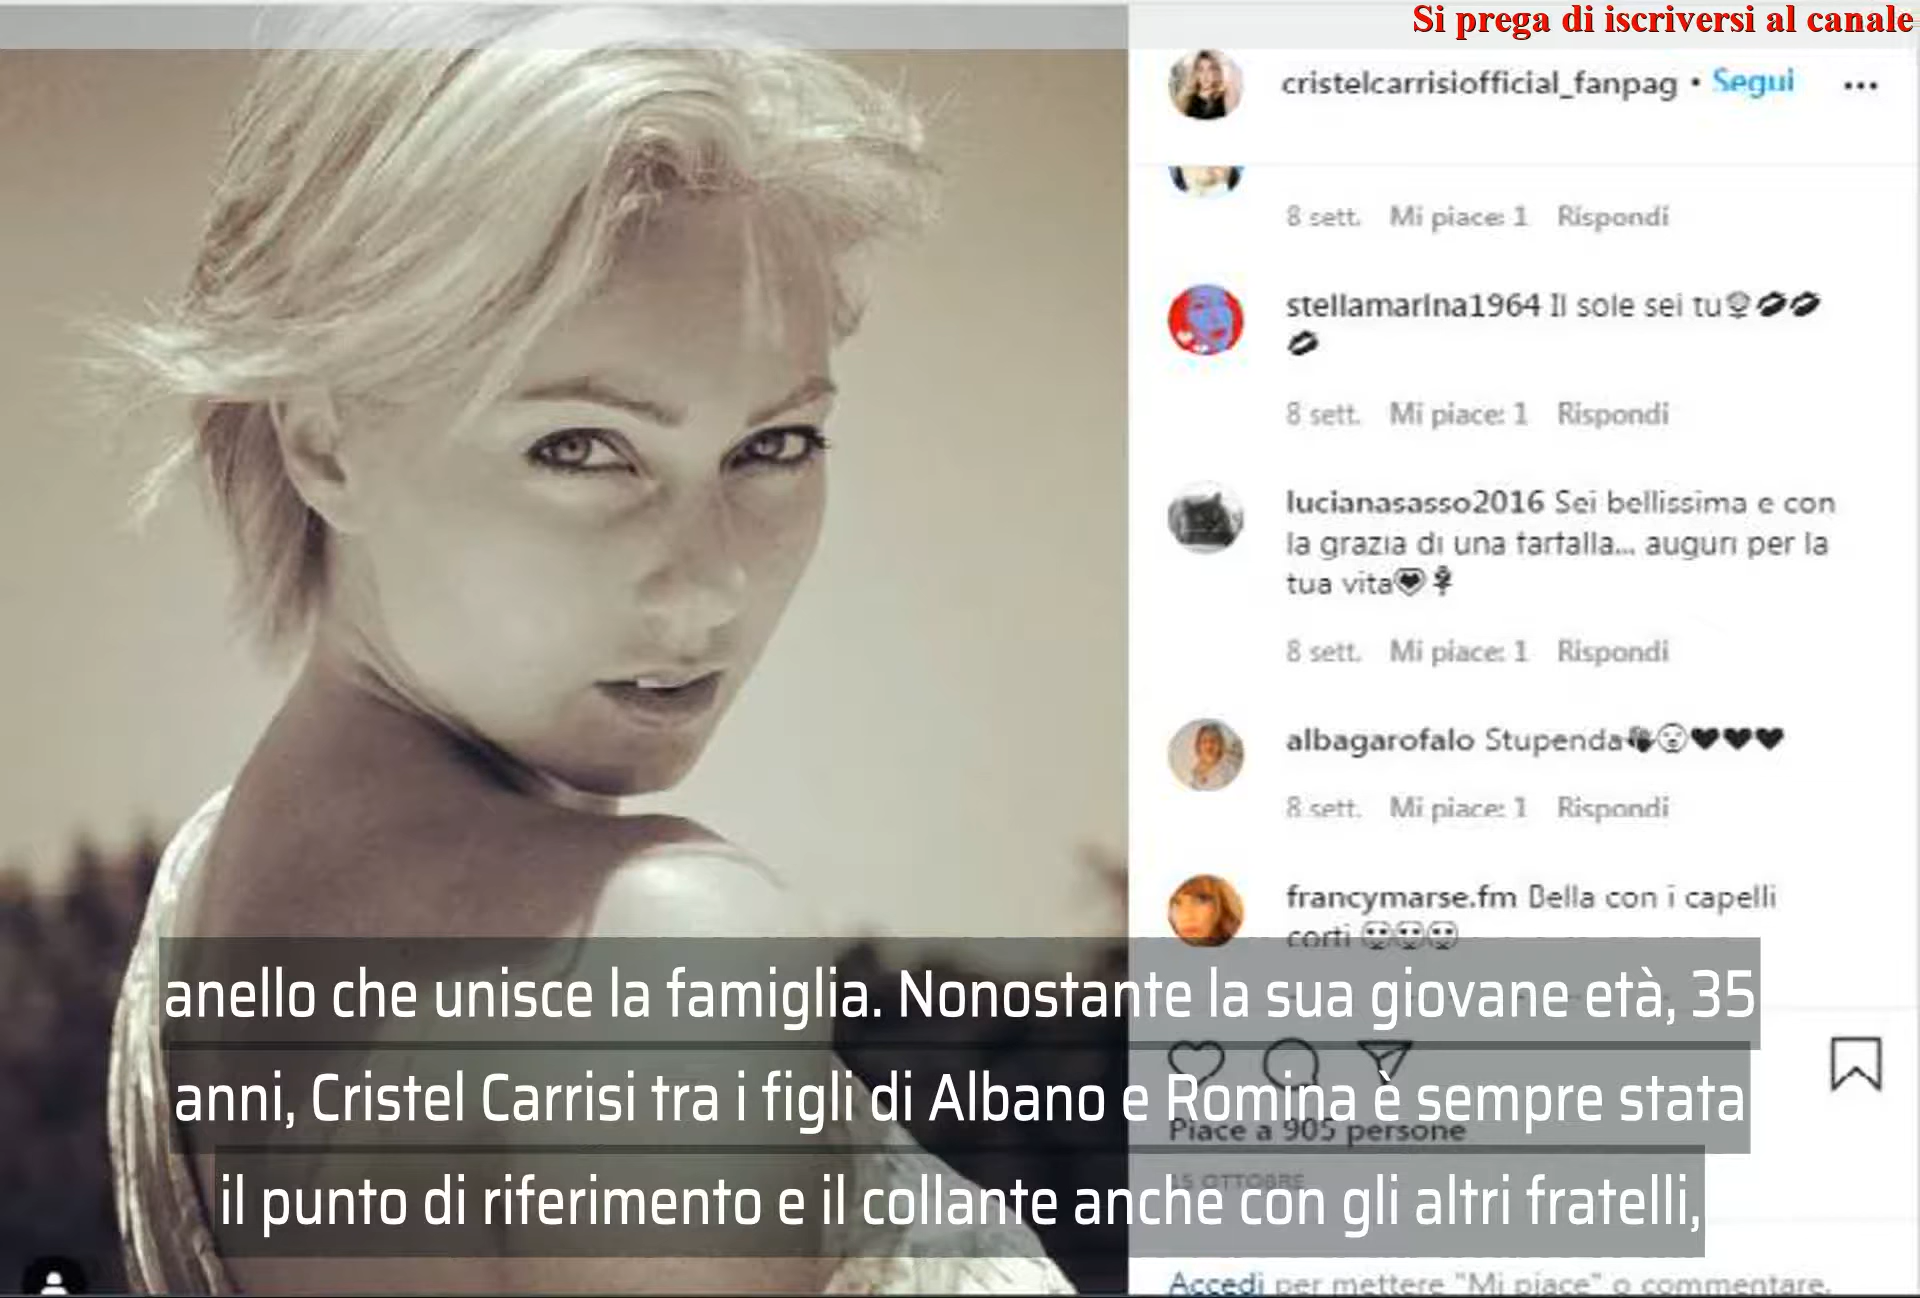 Si prega di iscriversi al canale
cristelcarrisiofficial_fanpag • Segui
8 sett. Mi piace: 1 Rispondi
stellamarina1964 Il sole sei tu
8 sett. Mi piace: 1 Rispondi
lucianasasso2016 Sei bellissima e con
la grazia di una farfalla... auguri per la
tua vita
8 sett. Mi piace: 1 Rispondi
albagarofalo Stupenda
8 sett. Mi piace: 1 Rispondi
francymarse.fm Bella con i capelli
corti
anello che unisce la famiglia. Nonostante la sua giovane età, 35
anni, Cristel Carrisi tra i figli di Albano e Romina è sempre stata
Piace a 905 persone
15 OTTOBRE
il punto di riferimento e il collante anche con gli altri fratelli,
Accedi per mettere "Mi piace" o commentare.